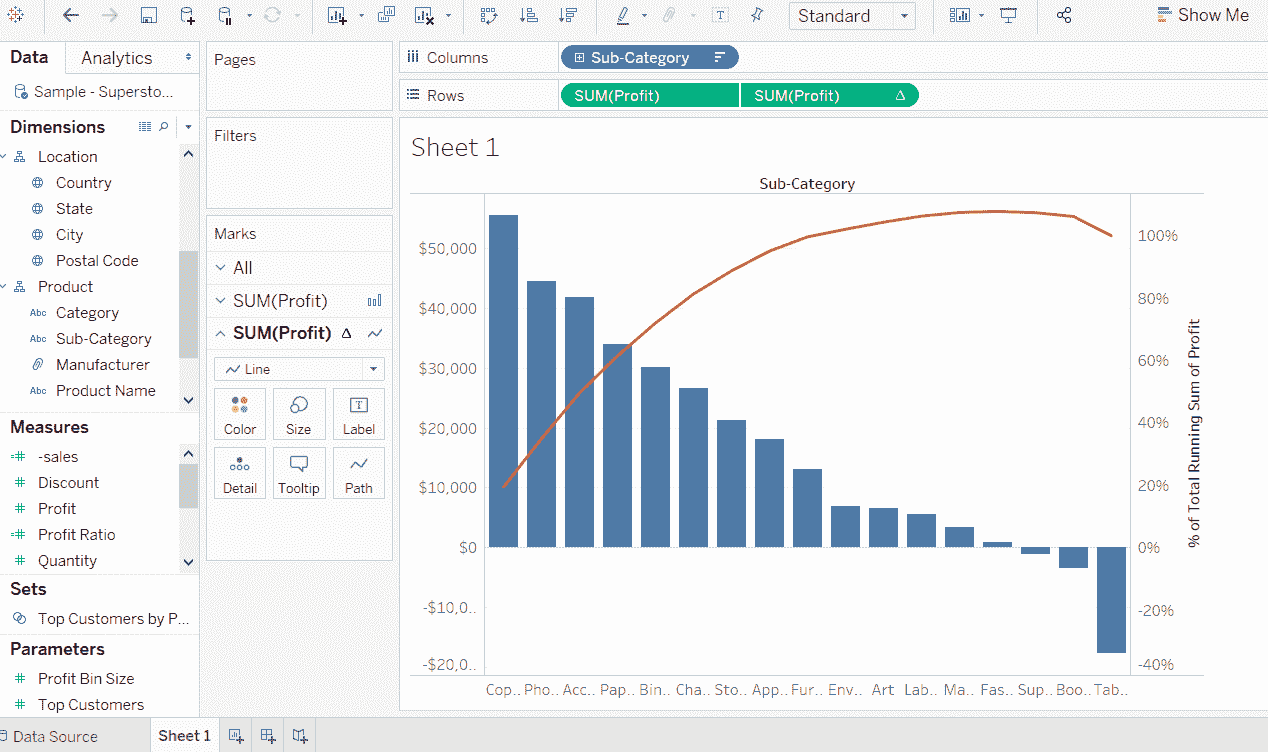 Standard
Show Me
Data
Analytics
Sample - Supersto...
Dimensions
Location
Country
State
City
Postal Code
Product
Abc Category
Abc Sub-Category
Manufacturer
Abc Product Name
Measures
-sales
Discount
Profit
Profit Ratio
Quantity
Sets
Top Customers by P...
Parameters
Profit Bin Size
Top Customers
Pages
Filters
Marks
All
SUM(Profit)
SUM(Profit) Δ
Line
Color
Size
Label
Detail
Tooltip
Path
Columns
Sub-Category
Rows
SUM(Profit)
SUM(Profit) Δ
Sheet 1
Sub-Category
$50,000
$40,000
$30,000
$20,000
$10,000
$0
-$10,0..
-$20,0..
100%
80%
60%
40%
20%
0%
-20%
-40%
% of Total Running Sum of Profit
Cop.. Pho.. Acc.. Pap.. Bin.. Cha.. Sto.. App.. Fur.. Env.. Art Lab.. Ma.. Fas.. Sup.. Boo.. Tab..
Data Source
Sheet 1